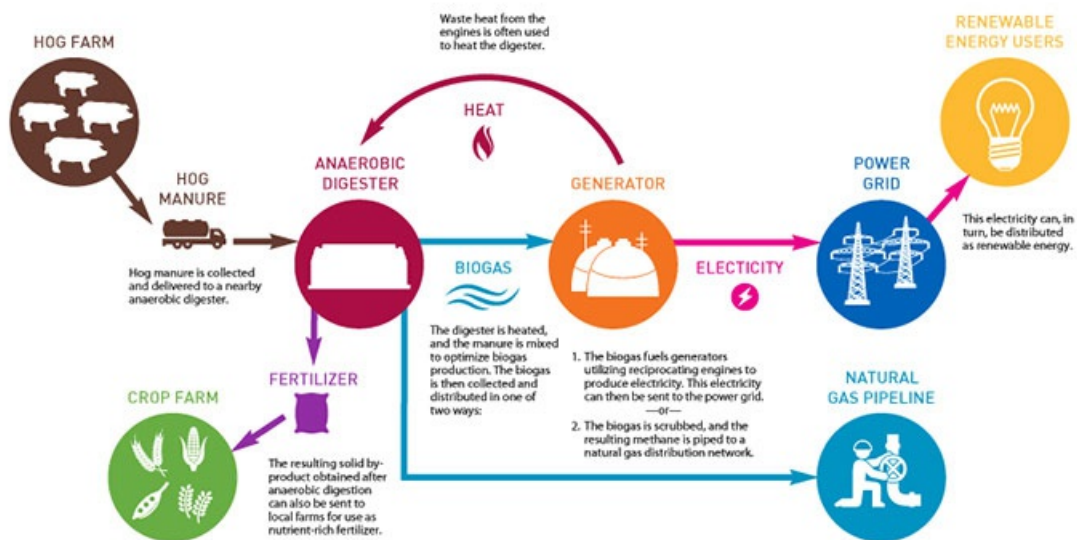 Waste heat from the
engines is often used
to heat the digester.
RENEWABLE
ENERGY USERS
HOG FARM
HEAT
HOG
MANURE
ANAEROBIC
DIGESTER
GENERATOR
POWER
GRID
This electricity can, in
turn, be distributed
as renewable energy.
Hog manure is collected
and delivered to a nearby
anaerobic digester.
BIOGAS
ELECTICITY
The digester is heated,
and the manure is mixed
to optimize biogas
production. The biogas
is then collected and
distributed in one of
two ways:
1. The biogas fuels generators
utilizing reciprocating engines to
produce electricity. This electricity
can then be sent to the power grid.
—or—
2. The biogas is scrubbed, and the
resulting methane is piped to a
natural gas distribution network.
FERTILIZER
CROP FARM
NATURAL
GAS PIPELINE
The resulting solid by-
product obtained after
anaerobic digestion
can also be sent to
local farms for use as
nutrient-rich fertilizer.